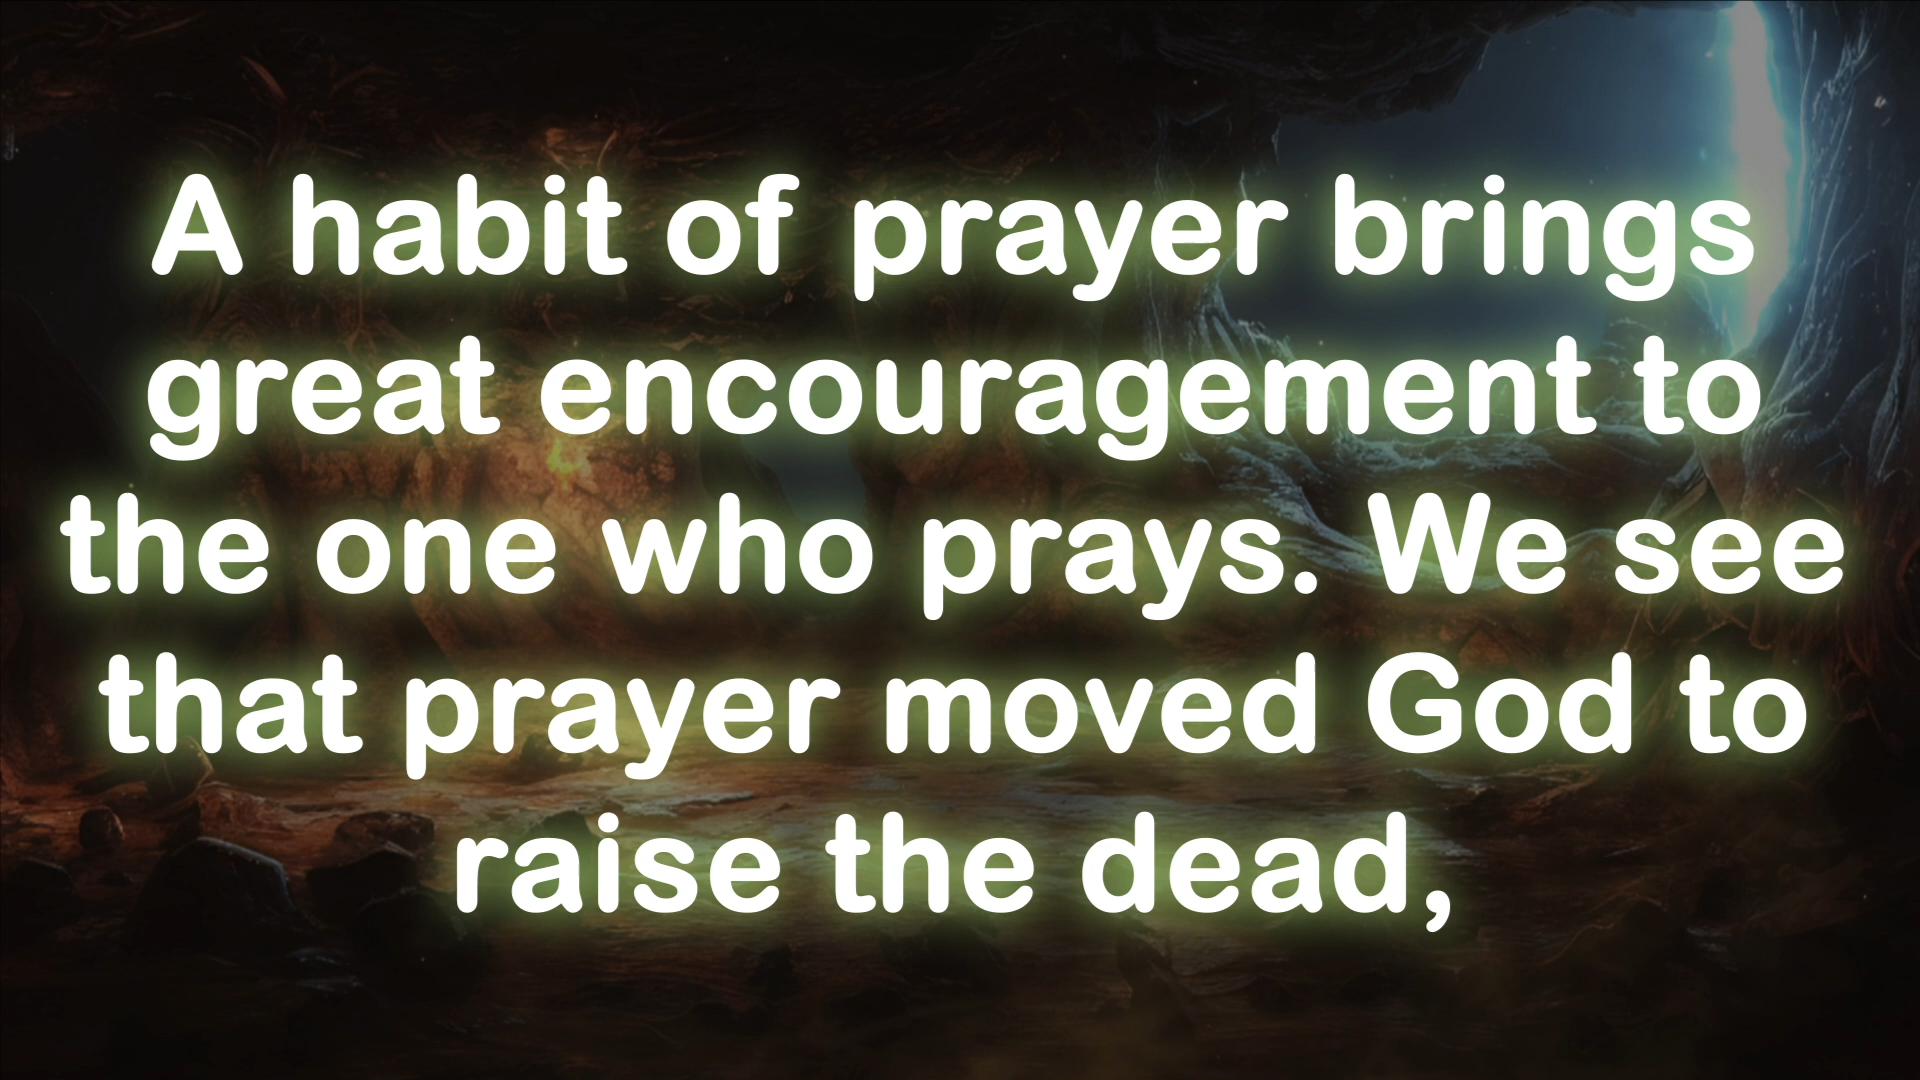 A habit of prayer brings
great encouragement to
the one who prays. We see
that prayer moved God to
raise the dead,